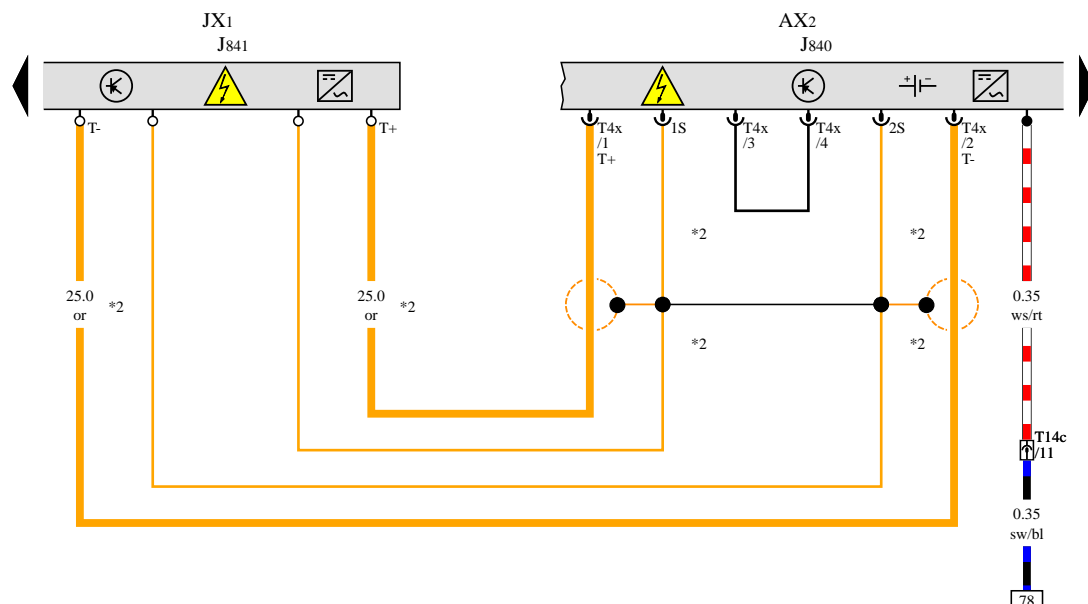 JX1
J841
AX2
J840
T-
T+
T4x
/1
T+
1S
T4x
/3
T4x
/4
2S
T4x
/2
T-
*2
*2
25.0
or
*2
25.0
or
*2
0.35
ws/rt
*2
*2
T14c
/11
0.35
sw/bl
78